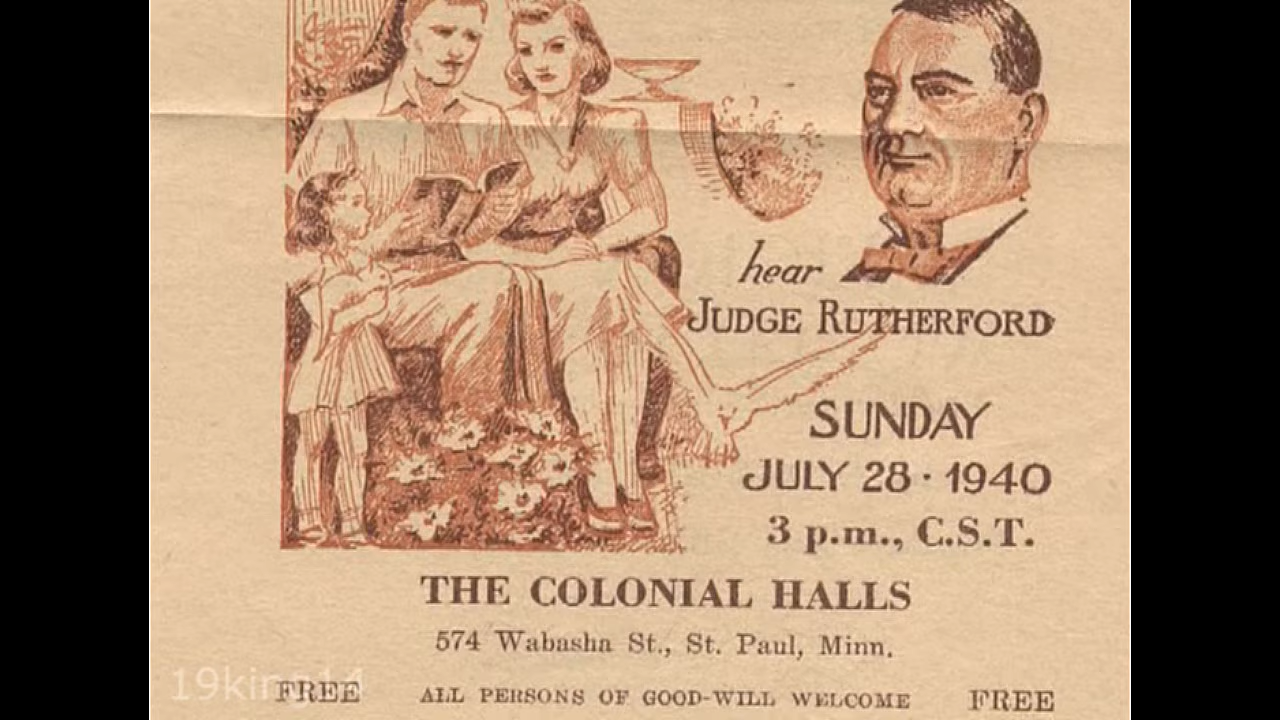 hear
JUDGE RUTHERFORD
SUNDAY
JULY 28 · 1940
3 p.m., C.S.T.
THE COLONIAL HALLS
574 Wabasha St., St. Paul, Minn.
FREE ALL PERSONS OF GOOD-WILL WELCOME FREE